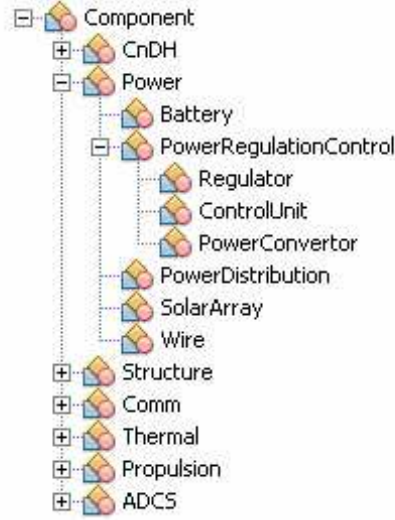 Component
CnDH
Power
Battery
PowerRegulationControl
Regulator
ControlUnit
PowerConvertor
PowerDistribution
SolarArray
Wire
Structure
Comm
Thermal
Propulsion
ADCS